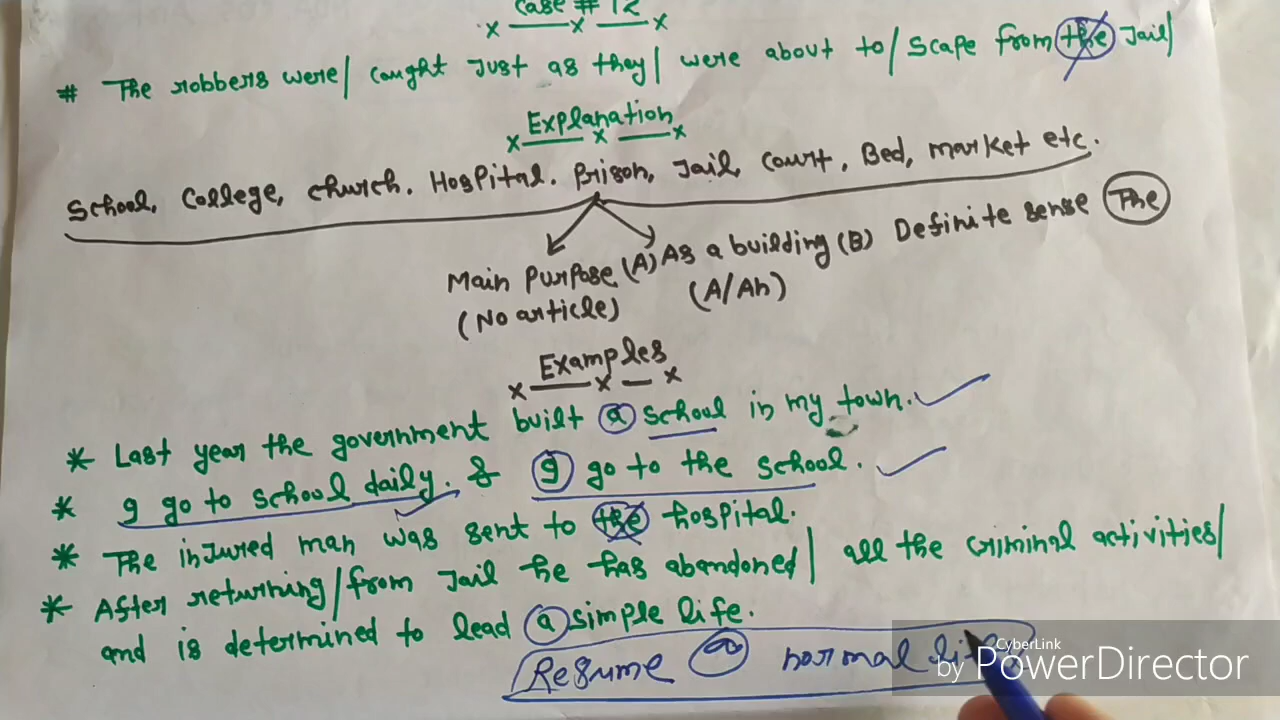 Case # 12
# The robbers were/ caught Just as they/ were about to/ Scape from the Jail/
Explanation
School, College, church. Hospital. Prison, Jail, court, Bed, market etc.
Main Purpose (A) As a building (B) Definite sense The
(No article) (A/An)
Examples
* Last year the government built a school in my town.
* I go to school daily. & I go to the school.
* The injured man was sent to the hospital.
* After returning/from Jail he has abandoned/ all the criminal activities/
and is determined to lead a simple life.
Resume a normal life
CyberLink
by PowerDirector